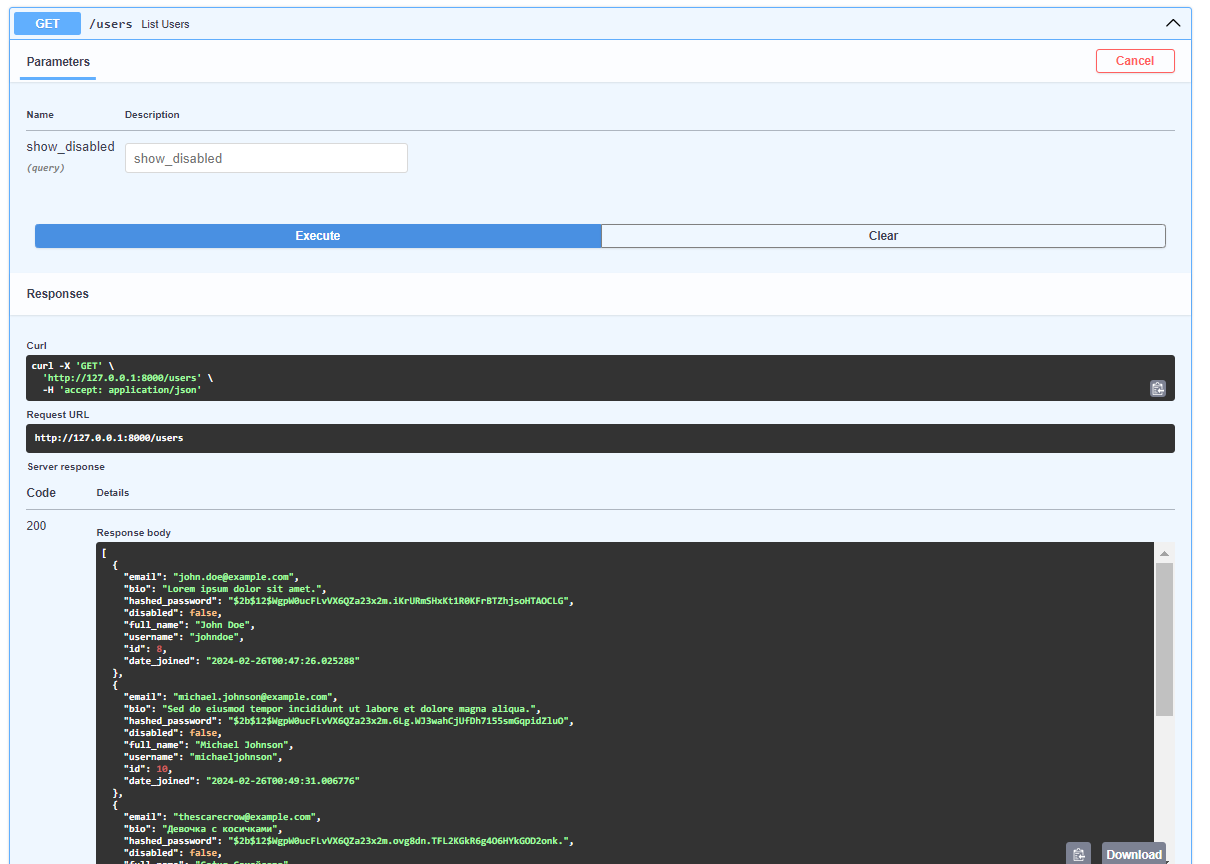 GET /users List Users
Parameters
Cancel
Name Description
show_disabled
(query)
show_disabled
Execute
Clear
Responses
Curl
curl -X 'GET' \
'http://127.0.0.1:8000/users' \
-H 'accept: application/json'
Request URL
http://127.0.0.1:8000/users
Server response
Code Details
200
Response body
[
{
"email": "john.doe@example.com",
"bio": "Lorem ipsum dolor sit amet.",
"hashed_password": "$2b$12$WgpW0ucFLvVX6QZa23x2m.iKrURmSHxKt1R0KFrBTZhjsoHTAOCLG",
"disabled": false,
"full_name": "John Doe",
"username": "johndoe",
"id": 8,
"date_joined": "2024-02-26T00:47:26.025288"
},
{
"email": "michael.johnson@example.com",
"bio": "Sed do eiusmod tempor incididunt ut labore et dolore magna aliqua.",
"hashed_password": "$2b$12$WgpW0ucFLvVX6QZa23x2m.6Lg.WJ3wahCjUfDh7155smGqpidZluO",
"disabled": false,
"full_name": "Michael Johnson",
"username": "michaeljohnson",
"id": 10,
"date_joined": "2024-02-26T00:49:31.006776"
},
{
"email": "thescarecrow@example.com",
"bio": "Девочка с косичками",
"hashed_password": "$2b$12$WgpW0ucFLvVX6QZa23x2m.ovg8dn.TFL2KGkR6g4O6HYkGOD2onk.",
"disabled": false,
Download